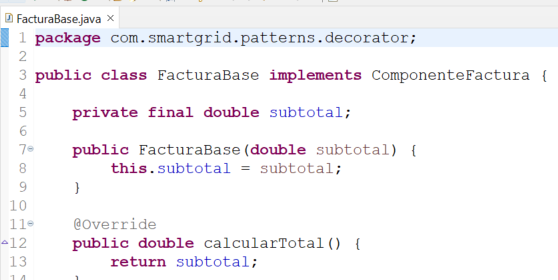 FacturaBase.java
1 package com.smartgrid.patterns.decorator;
2
3 public class FacturaBase implements ComponenteFactura {
4
5 private final double subtotal;
6
7 public FacturaBase(double subtotal) {
8 this.subtotal = subtotal;
9 }
10
11 @Override
12 public double calcularTotal() {
13 return subtotal;
14 }